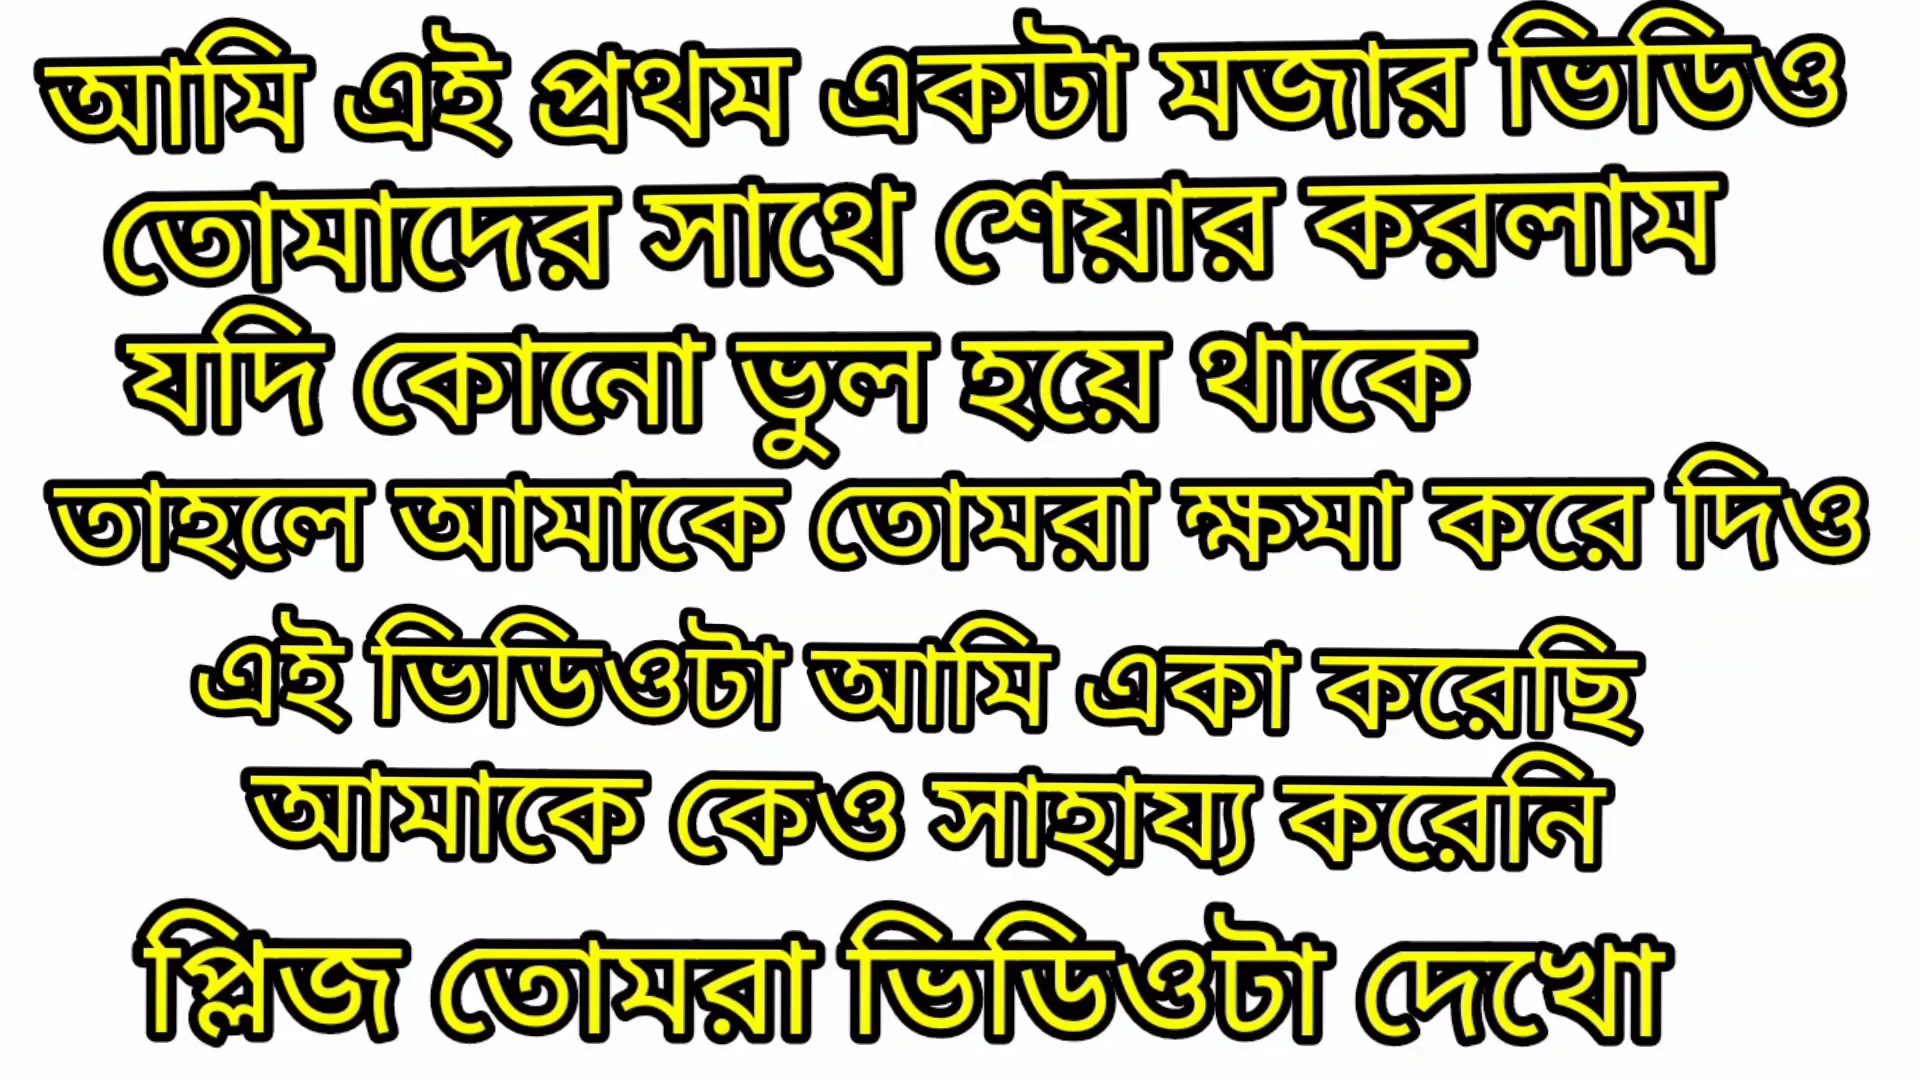 আমি এই প্রথম একটা মজার ভিডিও
তোমাদের সাথে শেয়ার করলাম
যদি কোনো ভুল হয়ে থাকে
তাহলে আমাকে তোমরা ক্ষমা করে দিও
এই ভিডিওটা আমি একা করেছি
আমাকে কেও সাহায্য করেনি
প্লিজ তোমরা ভিডিওটা দেখো